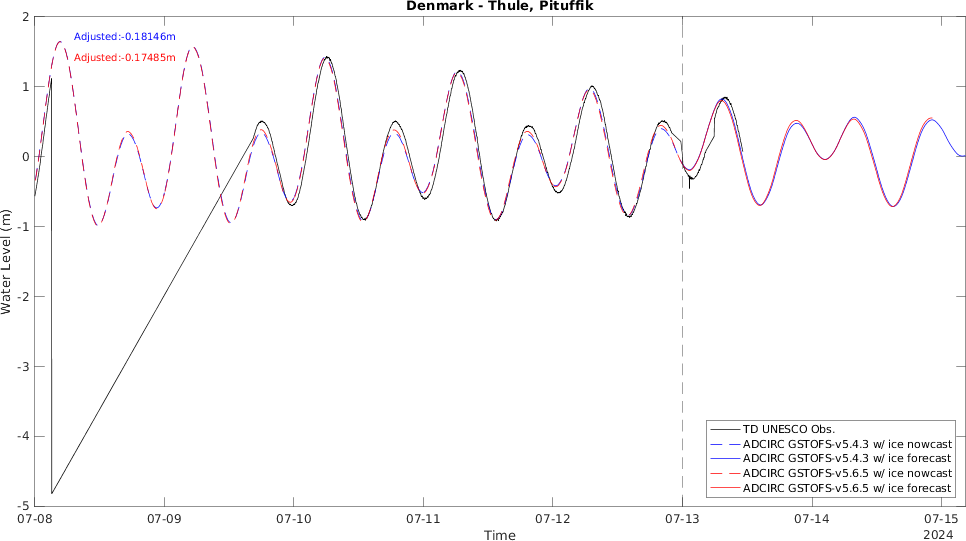 Denmark - Thule, Pituffik
Adjusted:-0.18146m
Adjusted:-0.17485m
2
1
0
-1
-2
-3
-4
-5
Water Level (m)
07-08
07-09
07-10
07-11
07-12
07-13
07-14
07-15
Time
2024
TD UNESCO Obs.
ADCIRC GSTOFS-v5.4.3 w/ ice nowcast
ADCIRC GSTOFS-v5.4.3 w/ ice forecast
ADCIRC GSTOFS-v5.6.5 w/ ice nowcast
ADCIRC GSTOFS-v5.6.5 w/ ice forecast